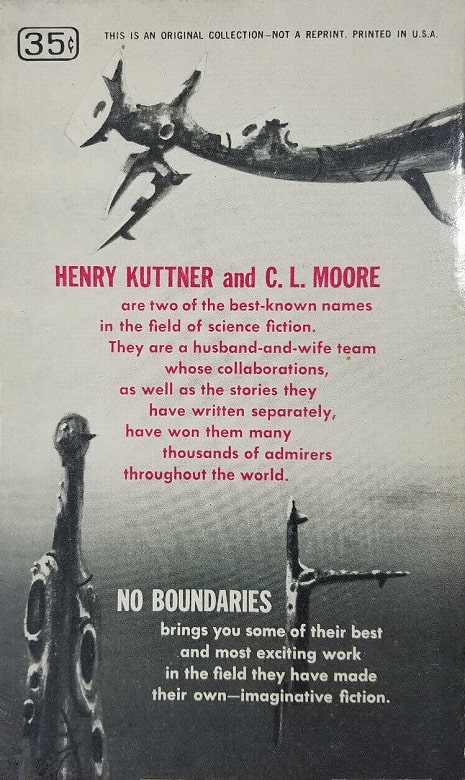 35¢
THIS IS AN ORIGINAL COLLECTION—NOT A REPRINT. PRINTED IN U.S.A.
HENRY KUTTNER and C. L. MOORE
are two of the best-known names
in the field of science fiction.
They are a husband-and-wife team
whose collaborations,
as well as the stories they
have written separately,
have won them many
thousands of admirers
throughout the world.
NO BOUNDARIES
brings you some of their best
and most exciting work
in the field they have made
their own—imaginative fiction.